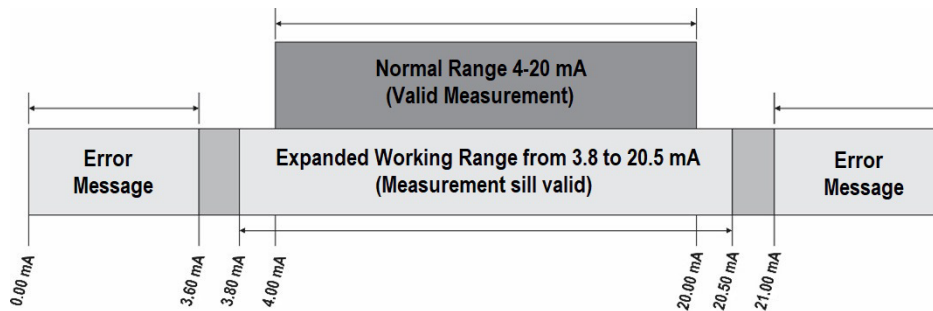 Normal Range 4-20 mA
(Valid Measurement)
Error
Message
Expanded Working Range from 3.8 to 20.5 mA
(Measurement sill valid)
Error
Message
0.00 mA
3.60 mA
3.80 mA
4.00 mA
20.00 mA
20.50 mA
21.00 mA